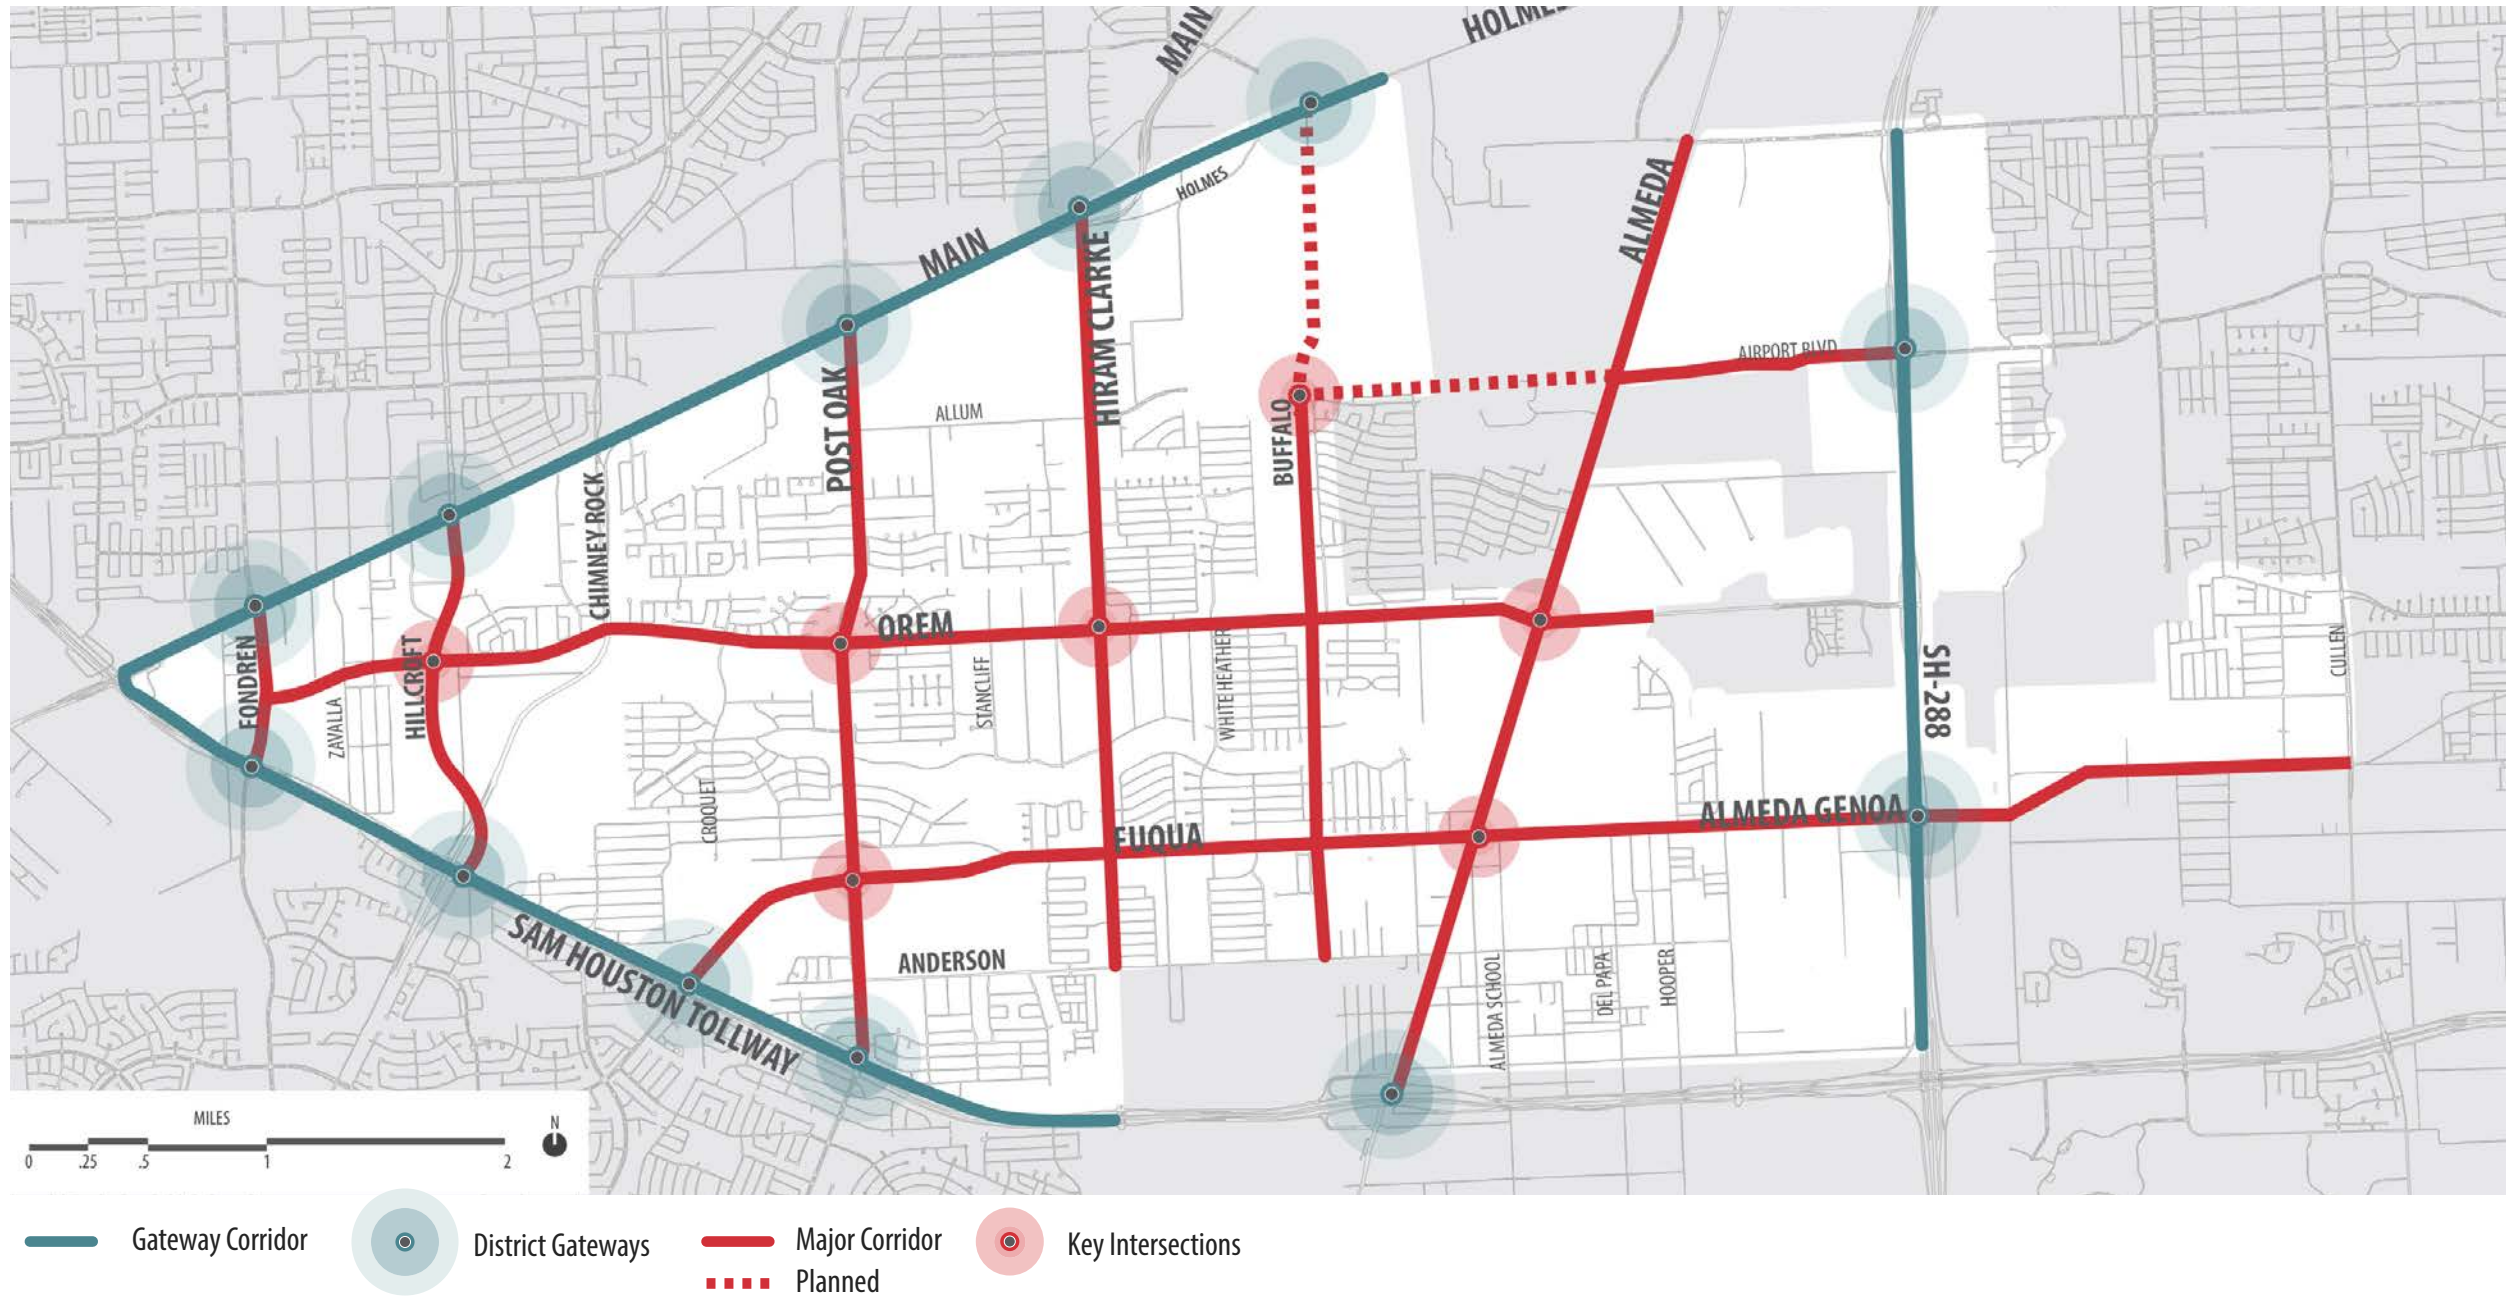 MAIN
HOLMES
HOLMES
ALMEDA
MAIN
HIRAM CLARKE
AIRPORT BLVD
POST OAK
ALLUM
BUFFALO
CHIMNEY ROCK
OREM
FONDREN
HILLCROFT
ZAVALLA
STANCLIFF
WHITE HEATHER
SH-288
CULLEN
CROQUET
FUQUA
ALMEDA GENOA
SAM HOUSTON TOLLWAY
ANDERSON
ALMEDA SCHOOL
DEL PAPA
HOOPER
MILES
N
0 .25 .5 1 2
Gateway Corridor
District Gateways
Major Corridor
Key Intersections
Planned